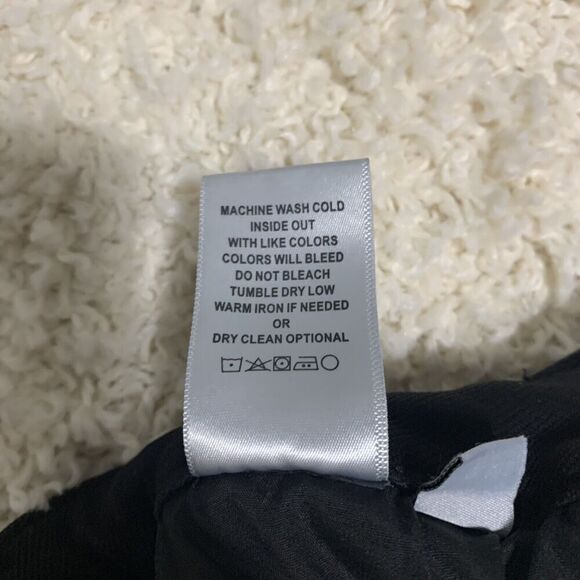 MACHINE WASH COLD
INSIDE OUT
WITH LIKE COLORS
COLORS WILL BLEED
DO NOT BLEACH
TUMBLE DRY LOW
WARM IRON IF NEEDED
OR
DRY CLEAN OPTIONAL